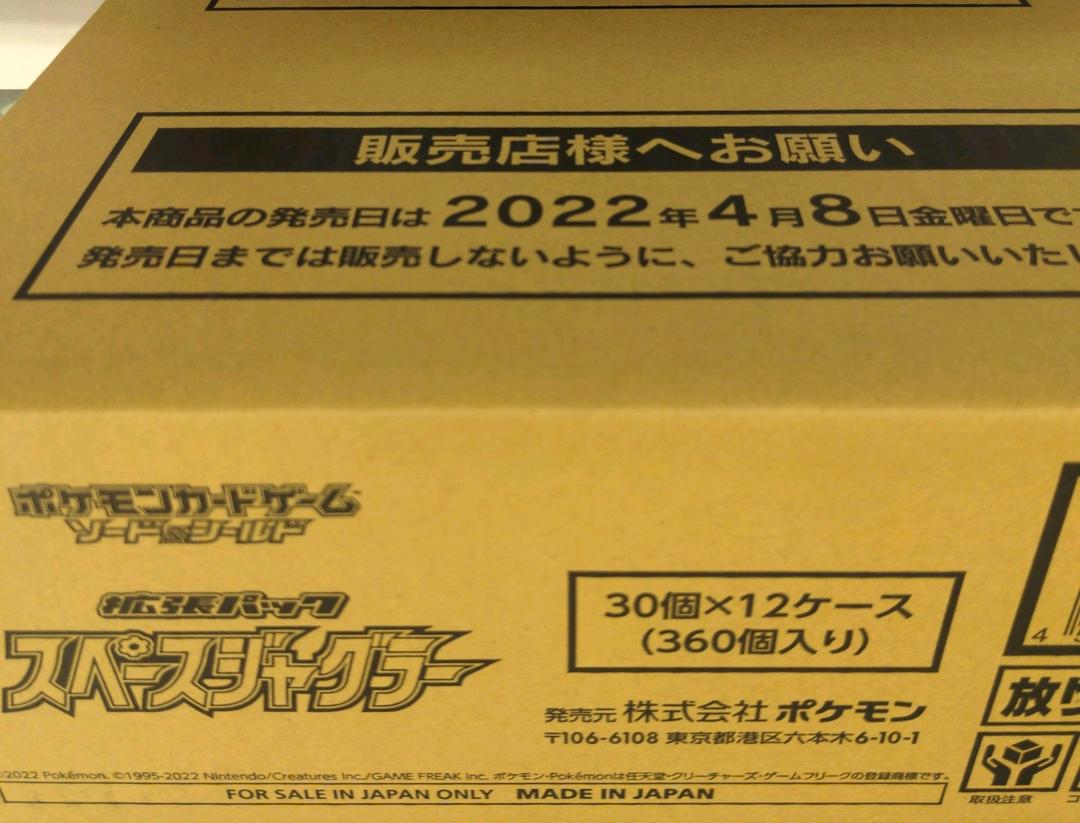 販売店様へお願い
本商品の発売日は 2022年4月8日金曜日で
発売日までは販売しないように、ご協力お願いいたし
ポケモンカードゲーム
ソード&シールド
拡張パック
スペースジャグラー
30個×12ケース
(360個入り)
発売元 株式会社 ポケモン
〒106-6108 東京都港区六本木6-10-1
©2022 Pokémon. ©1995-2022 Nintendo/Creatures Inc./GAME FREAK inc. ポケモン・Pokémonは任天堂・クリーチャーズ・ゲームフリークの登録商標です。
FOR SALE IN JAPAN ONLY MADE IN JAPAN
4
放り
取扱注意